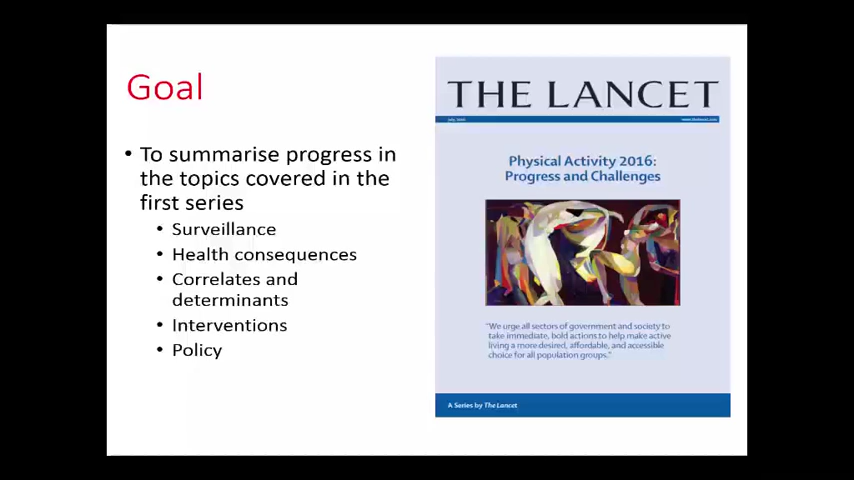 Goal
• To summarise progress in
the topics covered in the
first series
• Surveillance
• Health consequences
• Correlates and
determinants
• Interventions
• Policy
THE LANCET
www.thelancet.com
Physical Activity 2016:
Progress and Challenges
"We urge all sectors of government and society to
take immediate, bold actions to help make active
living a more desired, affordable, and accessible
choice for all population groups."
A Series by The Lancet